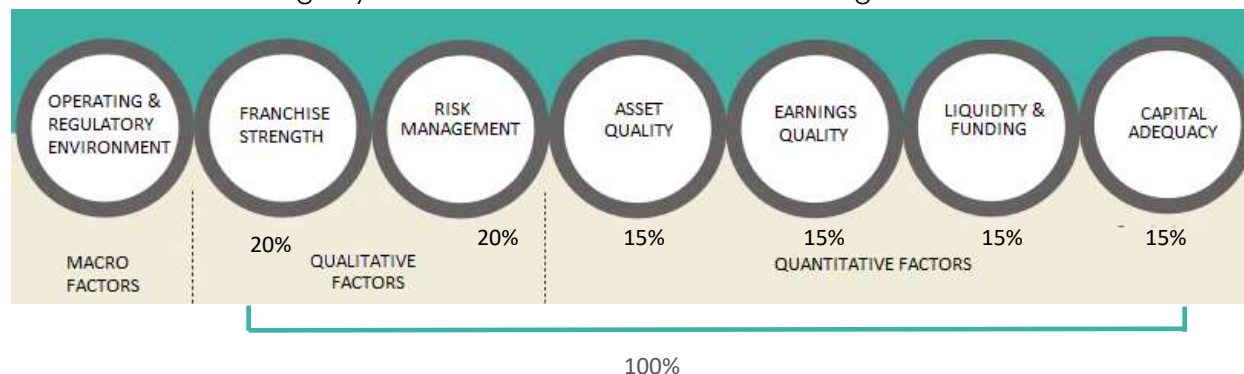 OPERATING &
REGULATORY
ENVIRONMENT
FRANCHISE
STRENGTH
RISK
MANAGEMENT
ASSET
QUALITY
EARNINGS
QUALITY
LIQUIDITY &
FUNDING
CAPITAL
ADEQUACY
20%
20%
15%
15%
15%
15%
MACRO
FACTORS
QUALITATIVE
FACTORS
QUANTITATIVE FACTORS
100%